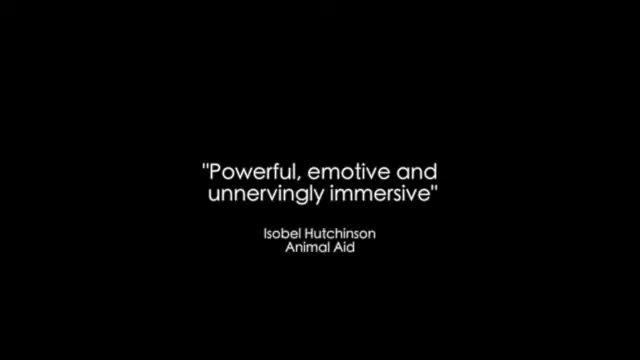 "Powerful, emotive and
unnervingly immersive"
Isobel Hutchinson
Animal Aid